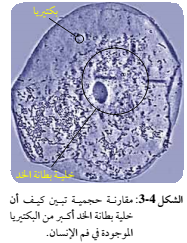 بكتيريا
خلية بطانة الخد
الشكل 4-3: مقارنة حجمية تبين كيف أن
خلية بطانة الخد أكبر من البكتيريا
الموجودة في فم الإنسان.